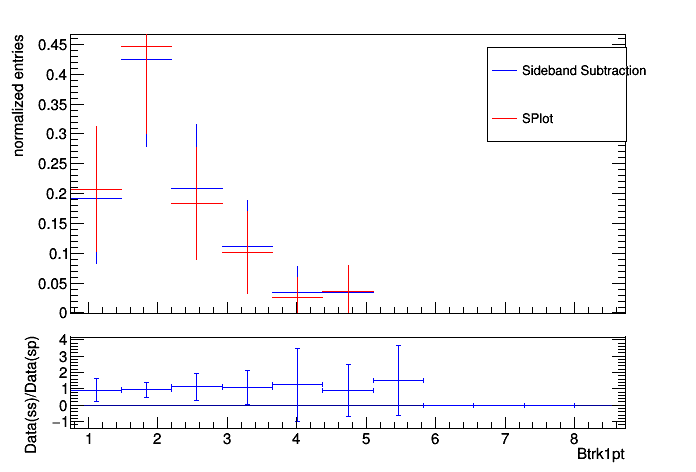 normalized entries
0.45
0.4
0.35
0.3
0.25
0.2
0.15
0.1
0.05
0
Sideband Subtraction
SPlot
Data(ss)/Data(sp)
4
3
2
1
0
−1
1 2 3 4 5 6 7 8
Btrk1pt